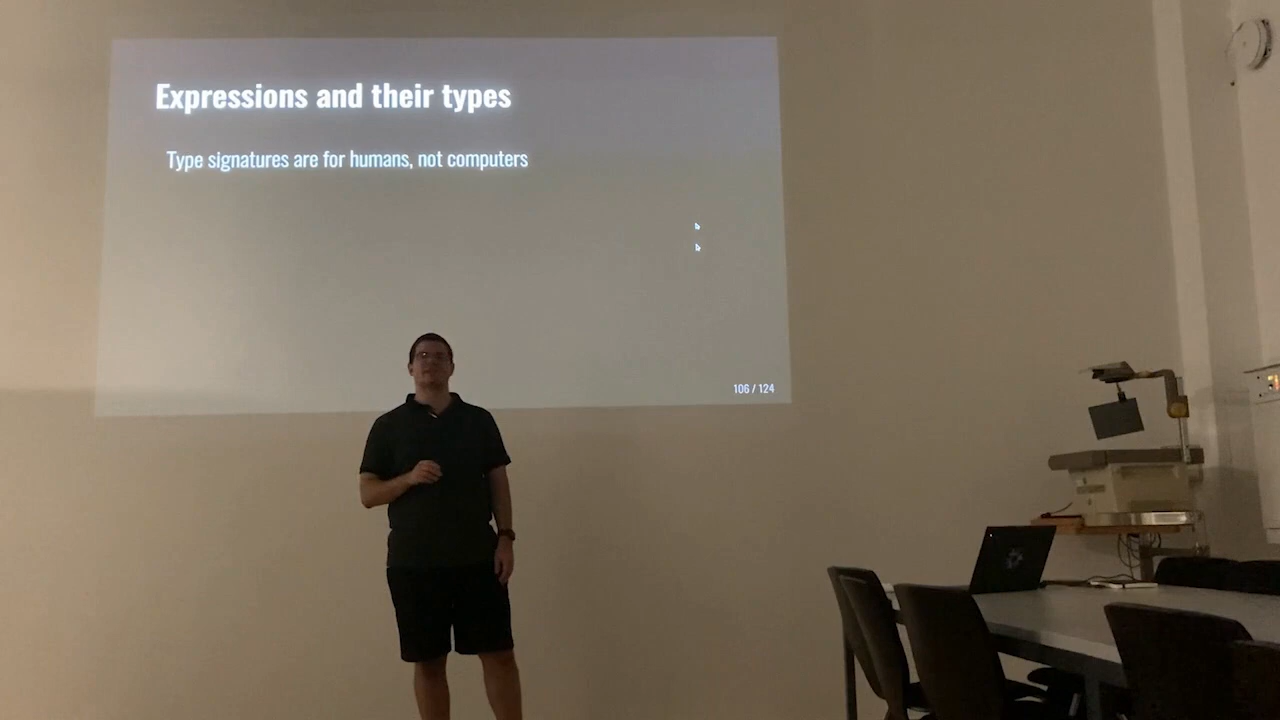 Expressions and their types
Type signatures are for humans, not computers
106 / 124